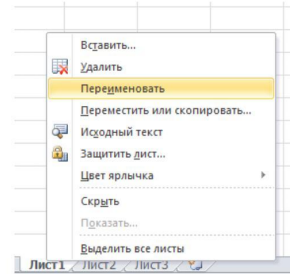 Вставить...
Удалить
Переименовать
Переместить или скопировать...
Исходный текст
Защитить лист...
Цвет ярлычка
Скрыть
Показать...
Выделить все листы
Лист1 Лист2 Лист3